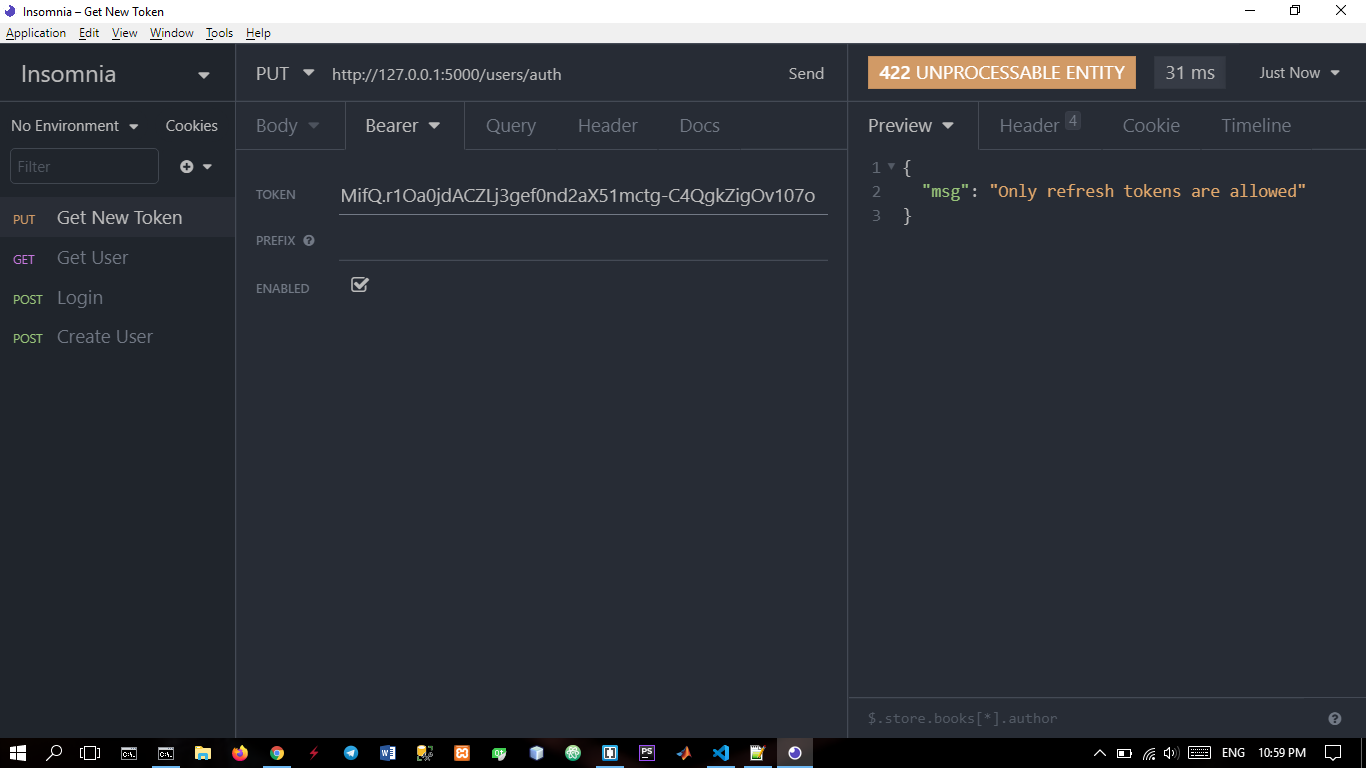 Insomnia – Get New Token
Application Edit View Window Tools Help
Insomnia
PUT http://127.0.0.1:5000/users/auth Send
422 UNPROCESSABLE ENTITY 31 ms Just Now
No Environment Cookies
Body Bearer Query Header Docs
Preview Header 4 Cookie Timeline
Filter
TOKEN MifQ.r1Oa0jdACZLj3gef0nd2aX51mctg-C4QgkZigOv107o
PREFIX
ENABLED
PUT Get New Token
GET Get User
POST Login
POST Create User
1 {
2 "msg": "Only refresh tokens are allowed"
3 }
$.store.books[*].author
ENG 10:59 PM